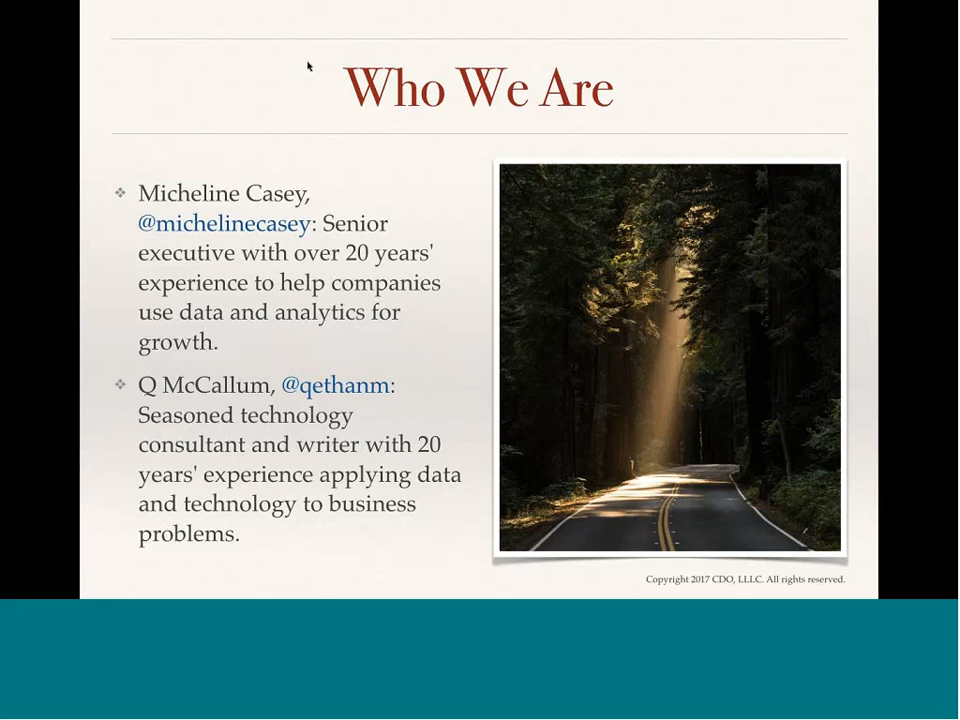 Who We Are
❖ Micheline Casey,
@michelinecasey: Senior
executive with over 20 years'
experience to help companies
use data and analytics for
growth.
❖ Q McCallum, @qethanm:
Seasoned technology
consultant and writer with 20
years' experience applying data
and technology to business
problems.
Copyright 2017 CDO, LLLC. All rights reserved.